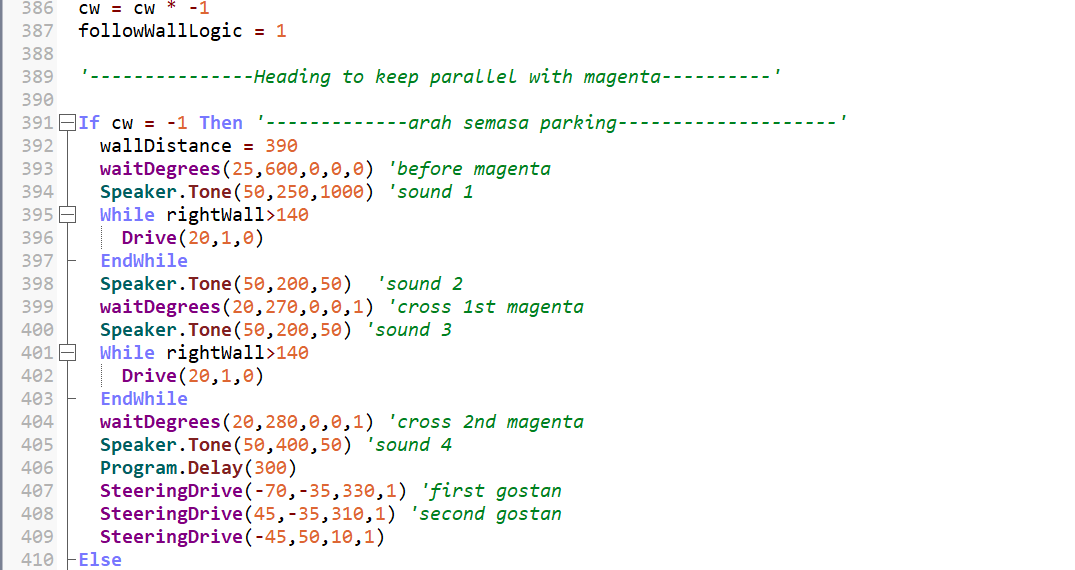 386 cw = cw * -1
387 followWallLogic = 1
388
389 '---------------Heading to keep parallel with magenta----------'
390
391 If cw = -1 Then '-------------arah semasa parking--------------------'
392 wallDistance = 390
393 waitDegrees(25,600,0,0,0) 'before magenta
394 Speaker.Tone(50,250,1000) 'sound 1
395 While rightWall>140
396 Drive(20,1,0)
397 EndWhile
398 Speaker.Tone(50,200,50) 'sound 2
399 waitDegrees(20,270,0,0,1) 'cross 1st magenta
400 Speaker.Tone(50,200,50) 'sound 3
401 While rightWall>140
402 Drive(20,1,0)
403 EndWhile
404 waitDegrees(20,280,0,0,1) 'cross 2nd magenta
405 Speaker.Tone(50,400,50) 'sound 4
406 Program.Delay(300)
407 SteeringDrive(-70,-35,330,1) 'first gostan
408 SteeringDrive(45,-35,310,1) 'second gostan
409 SteeringDrive(-45,50,10,1)
410 Else